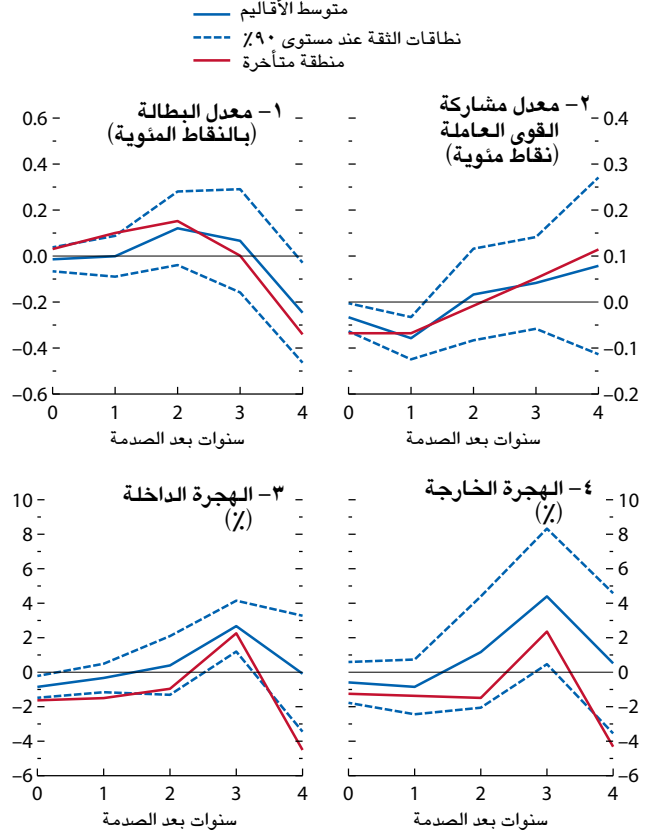 متوسط الأقاليم
نطاقات الثقة عند مستوى ٩٠٪
منطقة متأخرة
١– معدل البطالة
(بالنقاط المئوية)
0.6
0.4
0.2
0.0
–0.2
–0.4
–0.6
0 1 2 3 4
سنوات بعد الصدمة
٢– معدل مشاركة
القوى العاملة
(نقاط مئوية)
0.4
0.3
0.2
0.1
0.0
–0.1
–0.2
0 1 2 3 4
سنوات بعد الصدمة
٣– الهجرة الداخلة
(٪)
10
8
6
4
2
0
–2
–4
–6
0 1 2 3 4
سنوات بعد الصدمة
٤– الهجرة الخارجة
(٪)
10
8
6
4
2
0
–2
–4
–6
0 1 2 3 4
سنوات بعد الصدمة